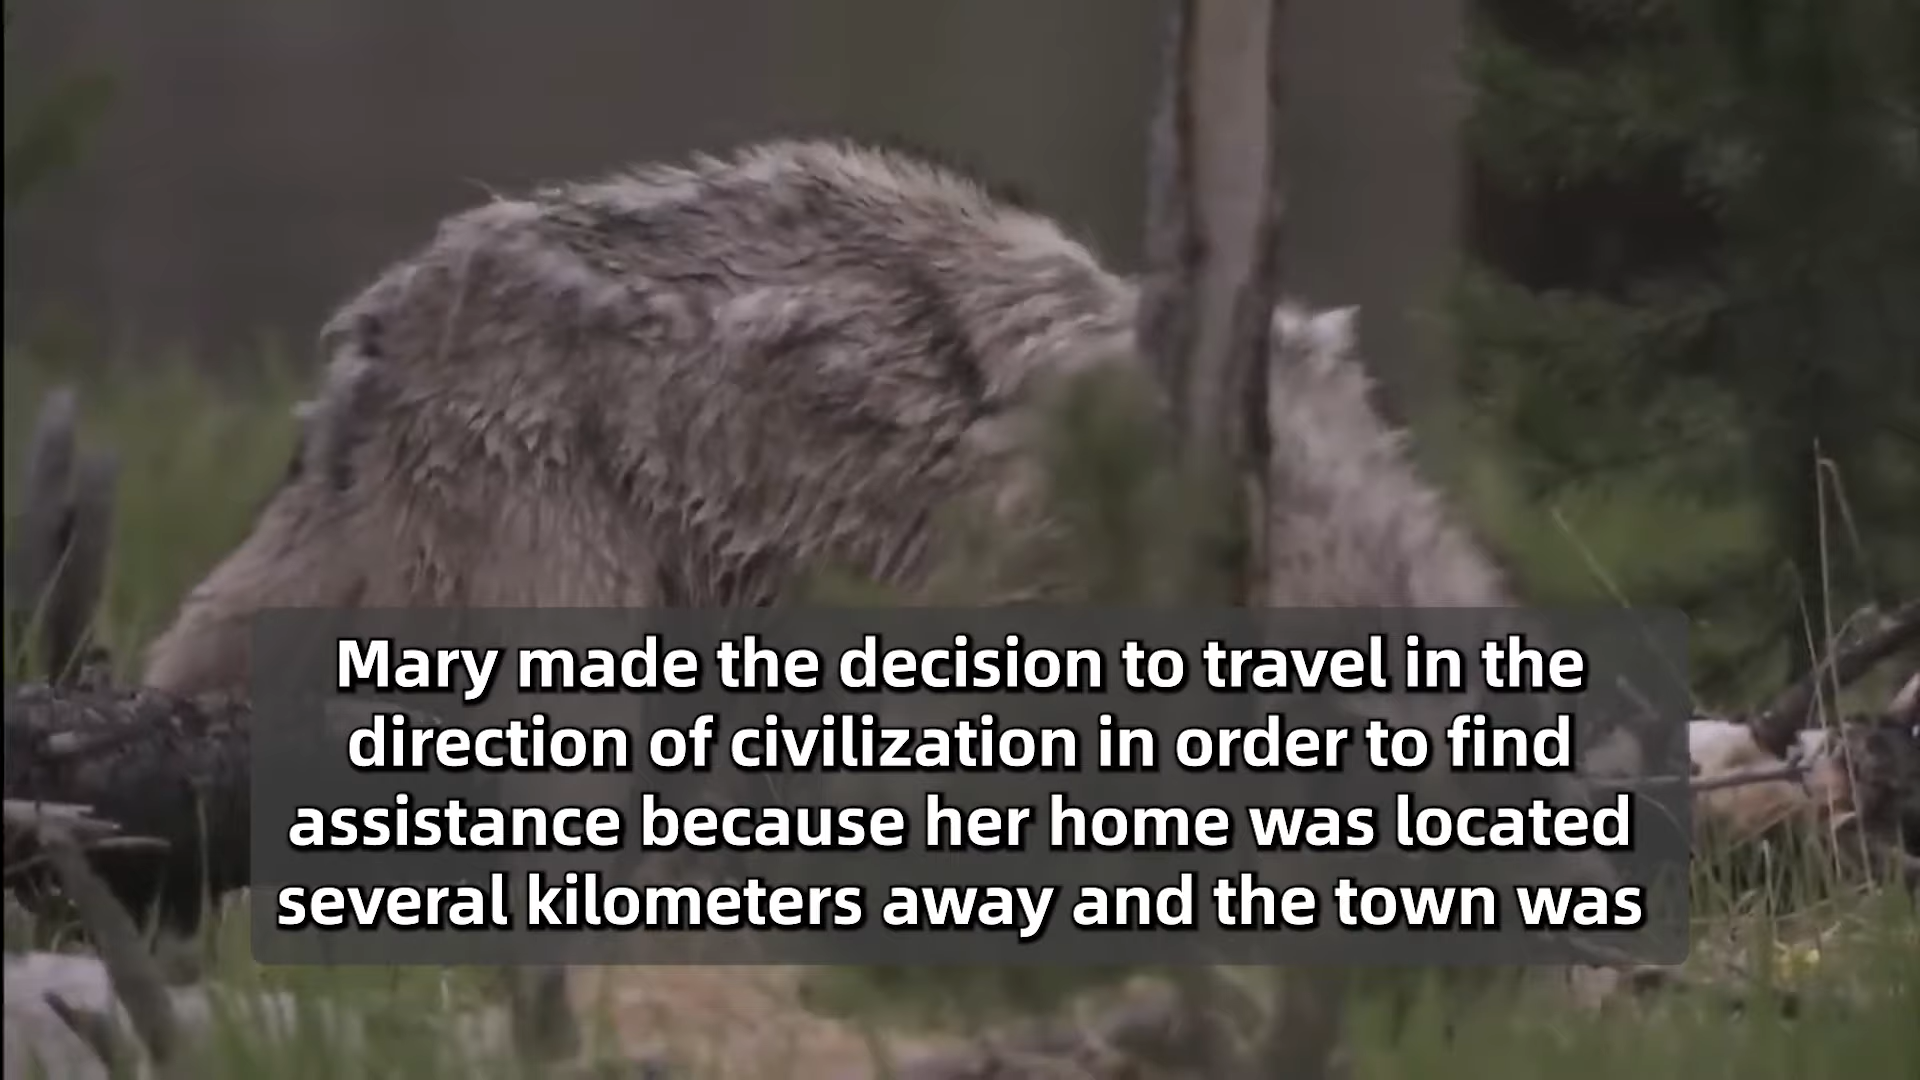 Mary made the decision to travel in the
direction of civilization in order to find
assistance because her home was located
several kilometers away and the town was